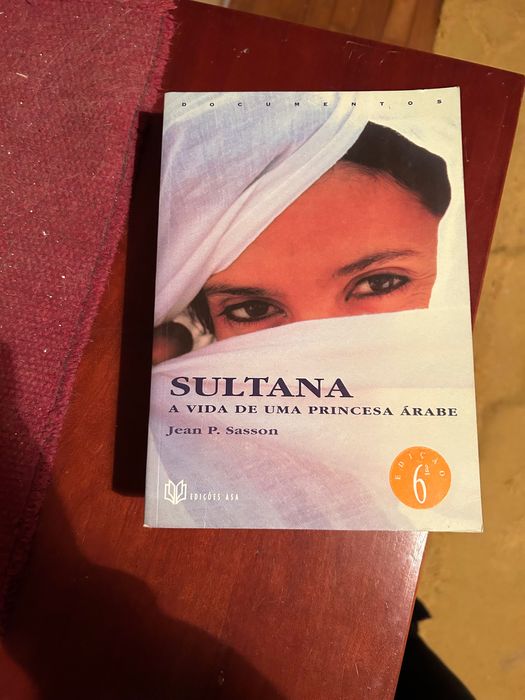 DOCUMENTOS
SULTANA
A VIDA DE UMA PRINCESA ÁRABE
Jean P. Sasson
EDIÇÃO
6ª
EDIÇÕES ASA